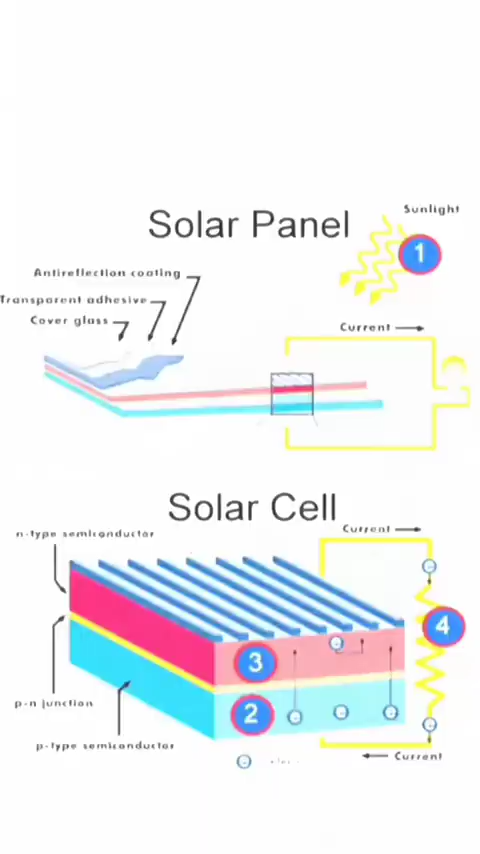 Sunlight
Solar Panel
1
Antireflection coating
Transparent adhesive
Cover glass
Current
Solar Cell
Current
n-type semiconductor
4
3
2
p-n junction
p-type semiconductor
Current